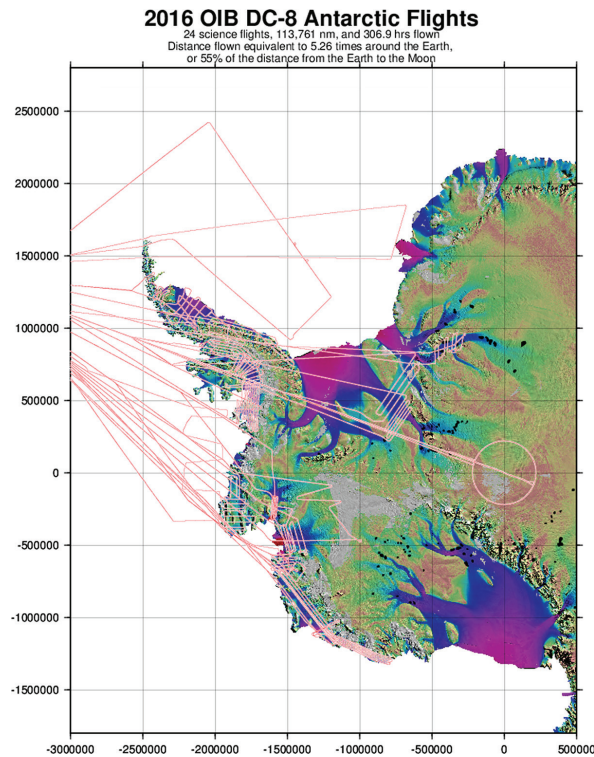 2016 OIB DC-8 Antarctic Flights
24 science flights, 113,761 nm, and 306.9 hrs flown
Distance flown equivalent to 5.26 times around the Earth,
or 55% of the distance from the Earth to the Moon
2500000
2000000
1500000
1000000
500000
0
-500000
-1000000
-1500000
-3000000 -2500000 -2000000 -1500000 -1000000 -500000 0 500000